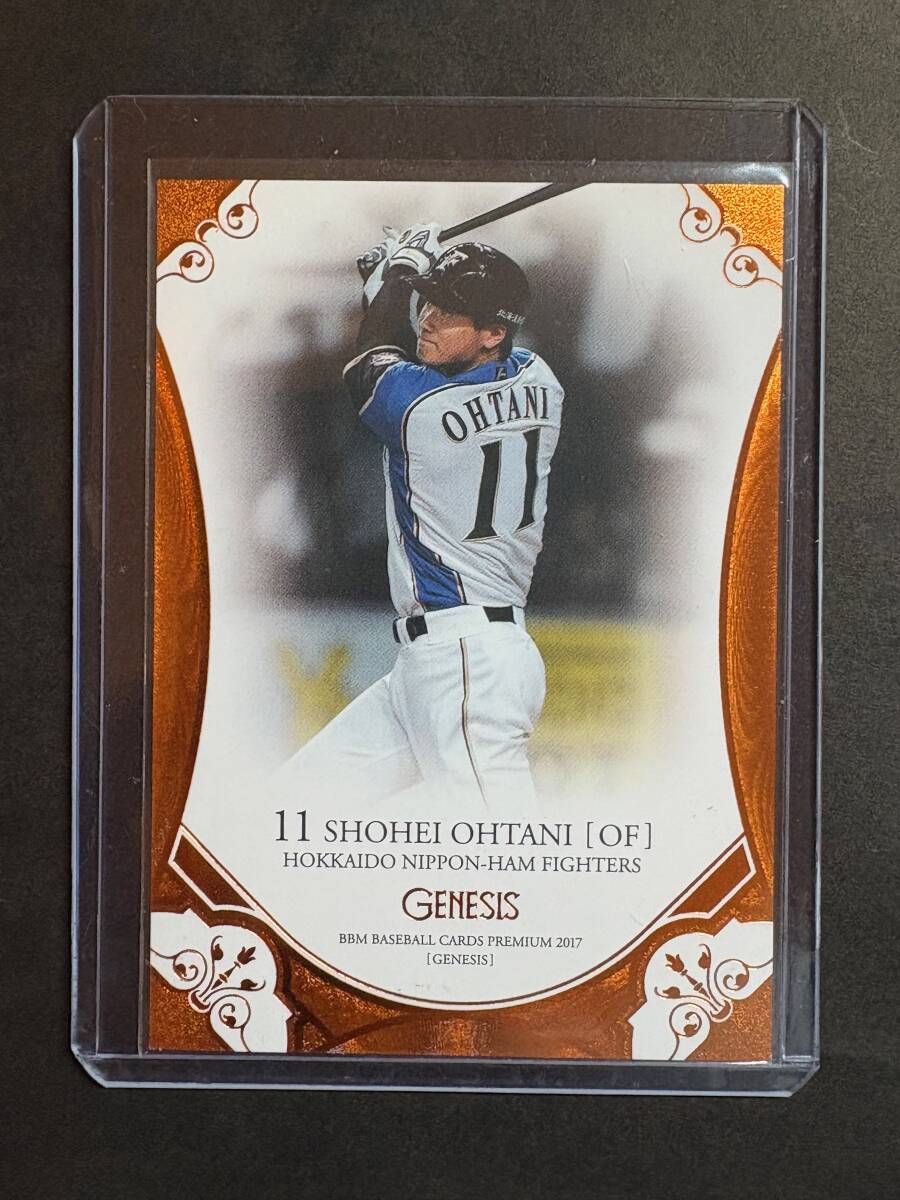 OHTANI
11
11 SHOHEI OHTANI [OF]
HOKKAIDO NIPPON-HAM FIGHTERS
GENESIS
BBM BASEBALL CARDS PREMIUM 2017
[GENESIS]